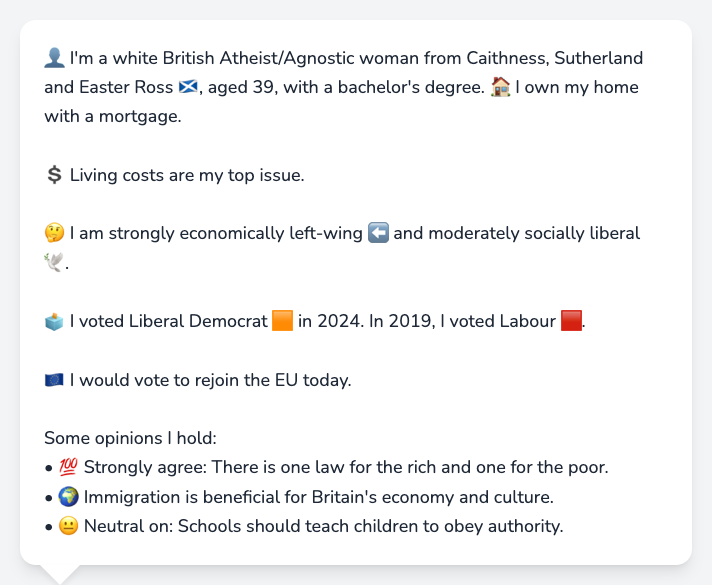 👤 I'm a white British Atheist/Agnostic woman from Caithness, Sutherland
and Easter Ross 🏴󠁧󠁢󠁳󠁣󠁴󠁿, aged 39, with a bachelor's degree. 🏠 I own my home
with a mortgage.
💲 Living costs are my top issue.
🤔 I am strongly economically left-wing ⬅️ and moderately socially liberal
🕊️.
🗳️ I voted Liberal Democrat 🟧 in 2024. In 2019, I voted Labour 🟥.
🇪🇺 I would vote to rejoin the EU today.
Some opinions I hold:
• 💯 Strongly agree: There is one law for the rich and one for the poor.
• 🌍 Immigration is beneficial for Britain's economy and culture.
• 😐 Neutral on: Schools should teach children to obey authority.